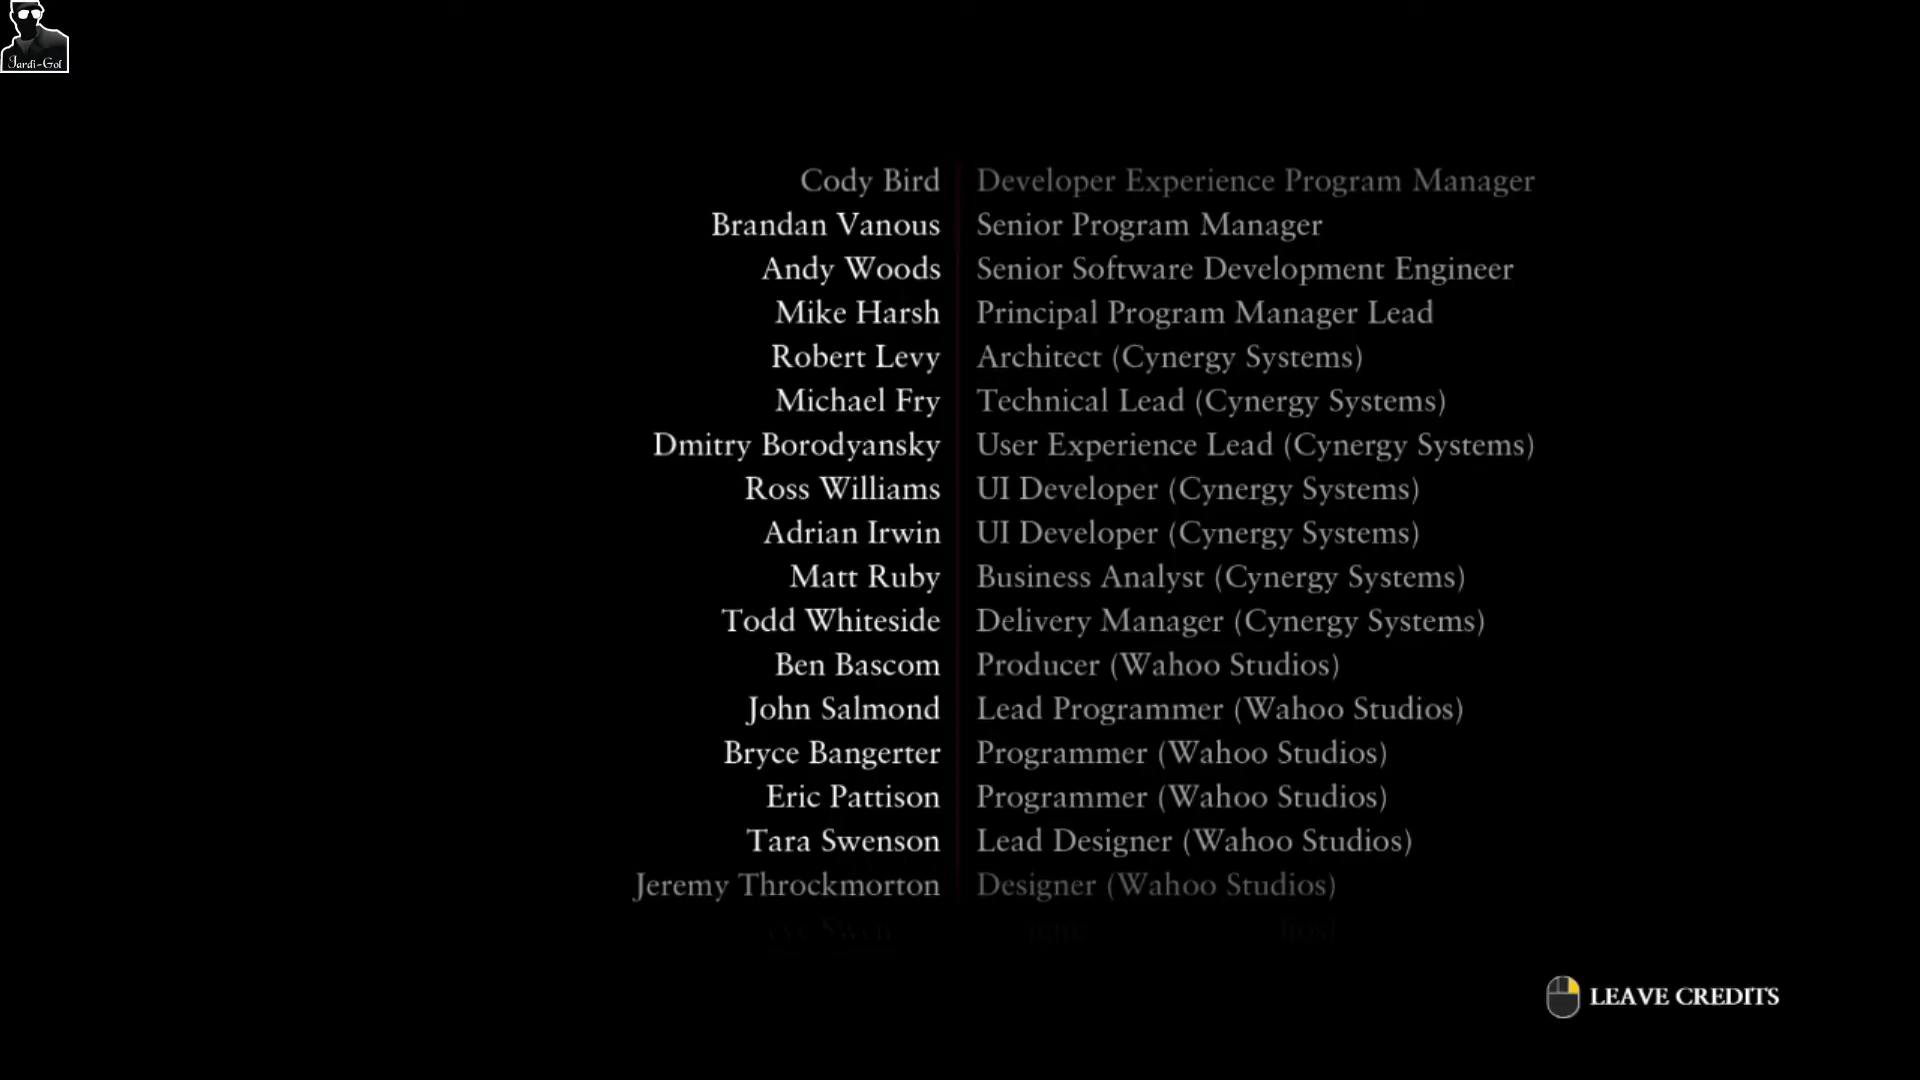 Jardi-Gol
Cody Bird Developer Experience Program Manager
Brandan Vanous Senior Program Manager
Andy Woods Senior Software Development Engineer
Mike Harsh Principal Program Manager Lead
Robert Levy Architect (Cynergy Systems)
Michael Fry Technical Lead (Cynergy Systems)
Dmitry Borodyansky User Experience Lead (Cynergy Systems)
Ross Williams UI Developer (Cynergy Systems)
Adrian Irwin UI Developer (Cynergy Systems)
Matt Ruby Business Analyst (Cynergy Systems)
Todd Whiteside Delivery Manager (Cynergy Systems)
Ben Bascom Producer (Wahoo Studios)
John Salmond Lead Programmer (Wahoo Studios)
Bryce Bangerter Programmer (Wahoo Studios)
Eric Pattison Programmer (Wahoo Studios)
Tara Swenson Lead Designer (Wahoo Studios)
Jeremy Throckmorton Designer (Wahoo Studios)
LEAVE CREDITS